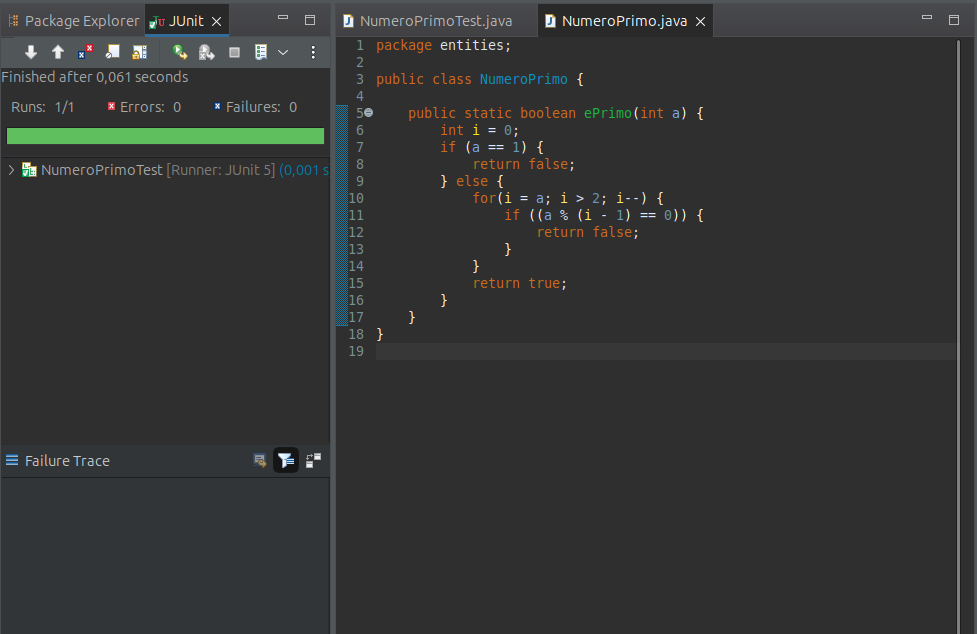 Package Explorer JUnit NumeroPrimoTest.java NumeroPrimo.java
Finished after 0,061 seconds
Runs: 1/1 Errors: 0 Failures: 0
NumeroPrimoTest [Runner: JUnit 5] (0,001 s
Failure Trace
1 package entities;
2
3 public class NumeroPrimo {
4
5 public static boolean ePrimo(int a) {
6 int i = 0;
7 if (a == 1) {
8 return false;
9 } else {
10 for(i = a; i > 2; i--) {
11 if ((a % (i - 1) == 0)) {
12 return false;
13 }
14 }
15 return true;
16 }
17 }
18 }
19